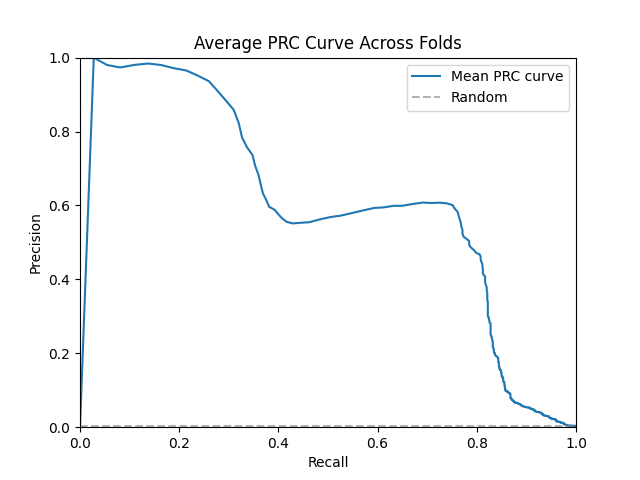 Average PRC Curve Across Folds
Mean PRC curve
Random
Precision
1.0
0.8
0.6
0.4
0.2
0.0
0.0 0.2 0.4 0.6 0.8 1.0
Recall